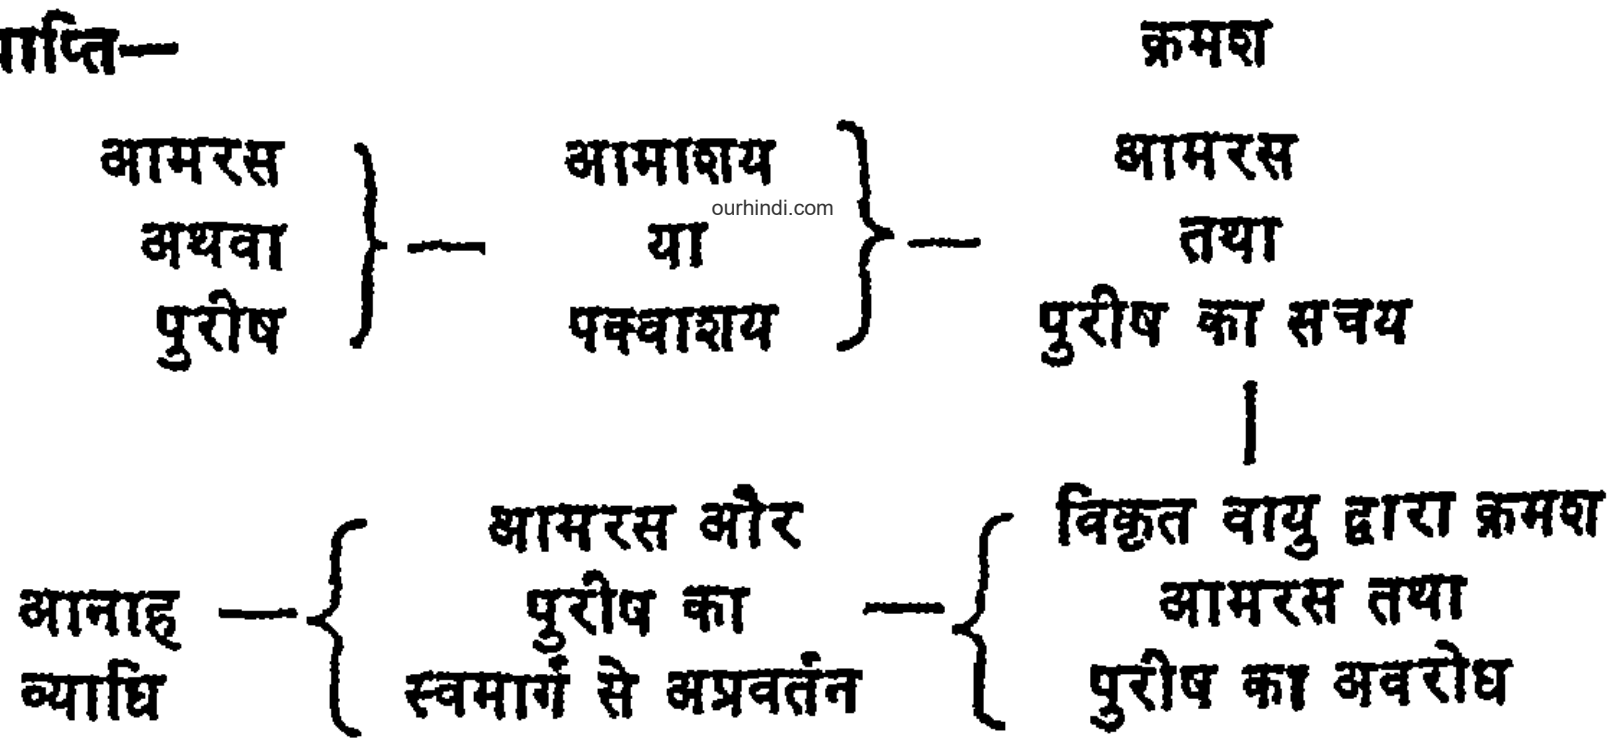 क्रमश
आमरस
अथवा
पुरीष
आमाशय
या
पक्वाशय
आमरस
तथा
पुरीष का सचय
ourhindi.com
विकृत वायु द्वारा क्रमश
आमरस तथा
पुरीष का अवरोध
आमरस और
पुरीष का
स्वमार्ग से अप्रवर्तन
आनाह
व्याधि